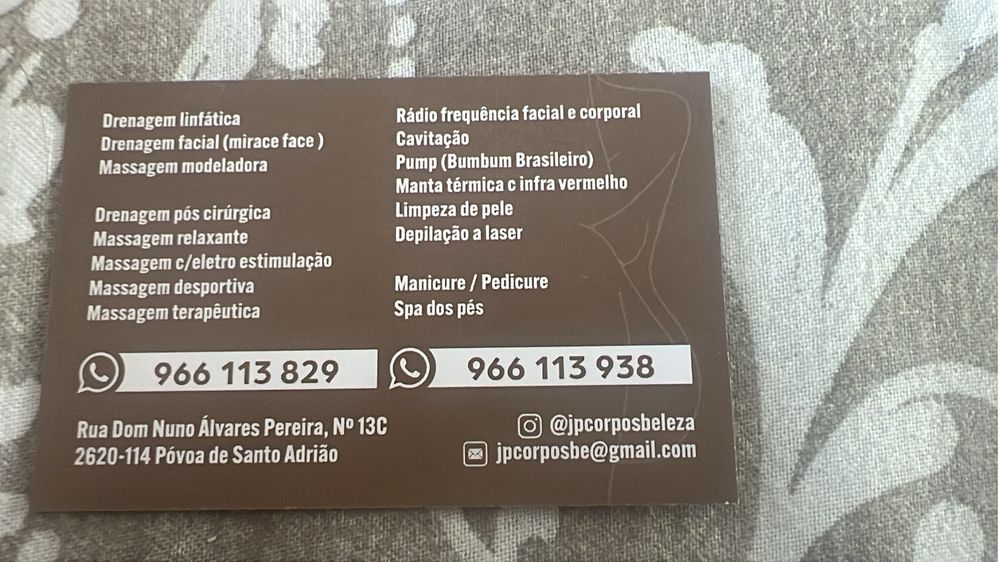 Drenagem linfática
Drenagem facial (mirace face )
Massagem modeladora
Drenagem pós cirúrgica
Massagem relaxante
Massagem c/eletro estimulação
Massagem desportiva
Massagem terapêutica
Rádio frequência facial e corporal
Cavitação
Pump (Bumbum Brasileiro)
Manta térmica c infra vermelho
Limpeza de pele
Depilação a laser
Manicure / Pedicure
Spa dos pés
966 113 829
966 113 938
Rua Dom Nuno Álvares Pereira, Nº 13C
2620-114 Póvoa de Santo Adrião
@jpcorposbeleza
jpcorposbe@gmail.com